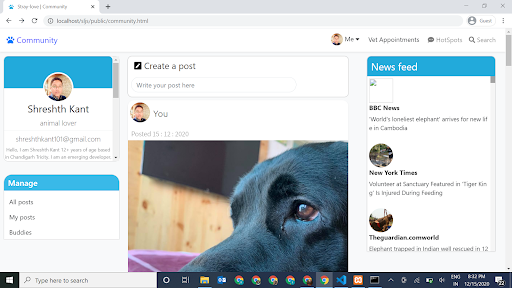 Stray-love | Community
localhost/sljs/public/community.html
Guest
Community
Me
Vet Appointments
HotSpots
Search
Shreshth Kant
animal lover
shreshthkant101@gmail.com
Hello, I am Shreshth Kant 12+ years of age based
in Chandigarh Tricity. I am an emerging developer,
Manage
All posts
My posts
Buddies
Create a post
Write your post here
You
Posted 15 : 12 : 2020
News feed
BBC News
'World's loneliest elephant' arrives for new lif
e in Cambodia
New York Times
Volunteer at Sanctuary Featured in 'Tiger Kin
g' Is Injured During Feeding
Theguardian.comworld
Elephant trapped in Indian well rescued in 12
Type here to search
ENG
IN
8:32 PM
12/15/2020
22